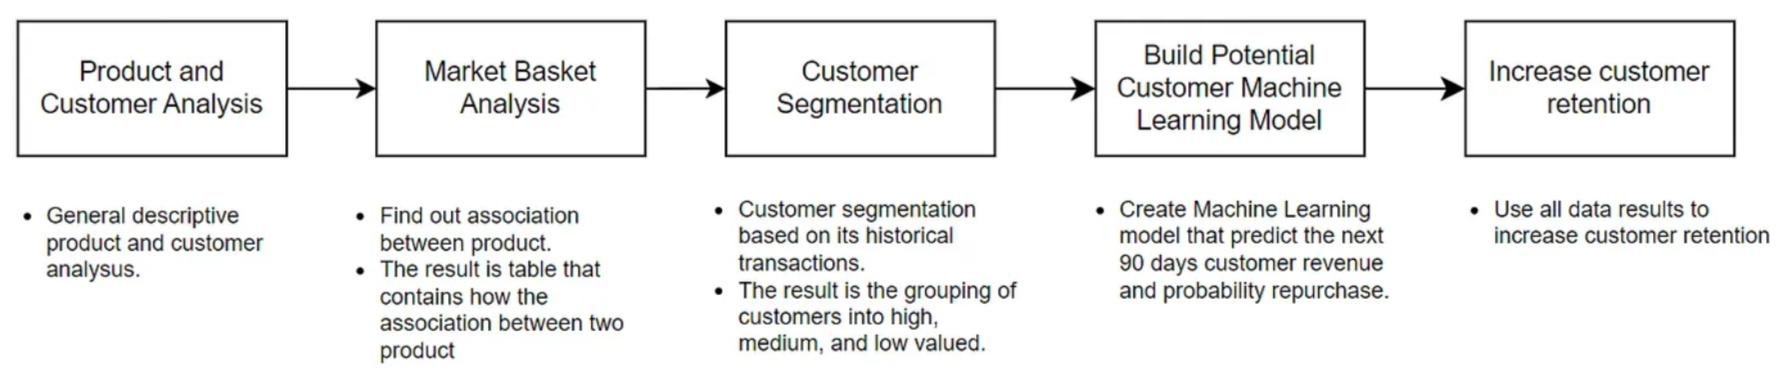 Product and
Customer Analysis
Market Basket
Analysis
Customer
Segmentation
Build Potential
Customer Machine
Learning Model
Increase customer
retention
• General descriptive
product and customer
analysus.
• Find out association
between product.
• The result is table that
contains how the
association between two
product
• Customer segmentation
based on its historical
transactions.
• The result is the grouping of
customers into high,
medium, and low valued.
• Create Machine Learning
model that predict the next
90 days customer revenue
and probability repurchase.
• Use all data results to
increase customer retention